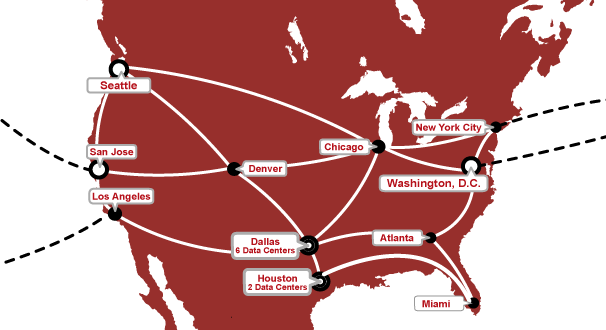 Seattle
New York City
Chicago
San Jose
Denver
Washington, D.C.
Los Angeles
Dallas
6 Data Centers
Atlanta
Houston
2 Data Centers
Miami